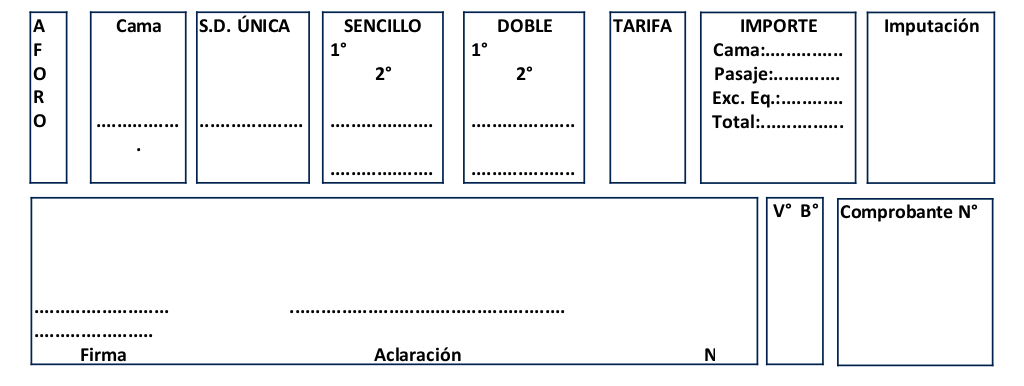 A
F
O
R
O
Cama
...............
.
S.D. ÚNICA
...................
SENCILLO
1°
2°
...................
...................
DOBLE
1°
2°
...................
...................
TARIFA
IMPORTE
Cama:..............
Pasaje:............
Exc. Eq.:...........
Total:...............
Imputación
.........................
......................
Firma
..................................................
Aclaración
N
V° B°
Comprobante N°